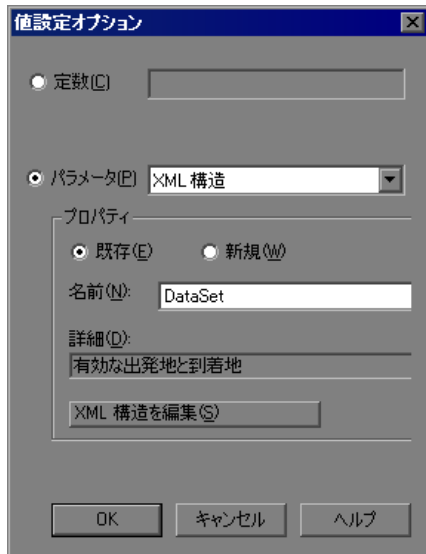 値設定オプション
定数(C)
パラメータ(P) XML 構造
プロパティ
既存(E) 新規(W)
名前(N): DataSet
詳細(D):
有効な出発地と到着地
XML 構造を編集(S)
OK キャンセル ヘルプ